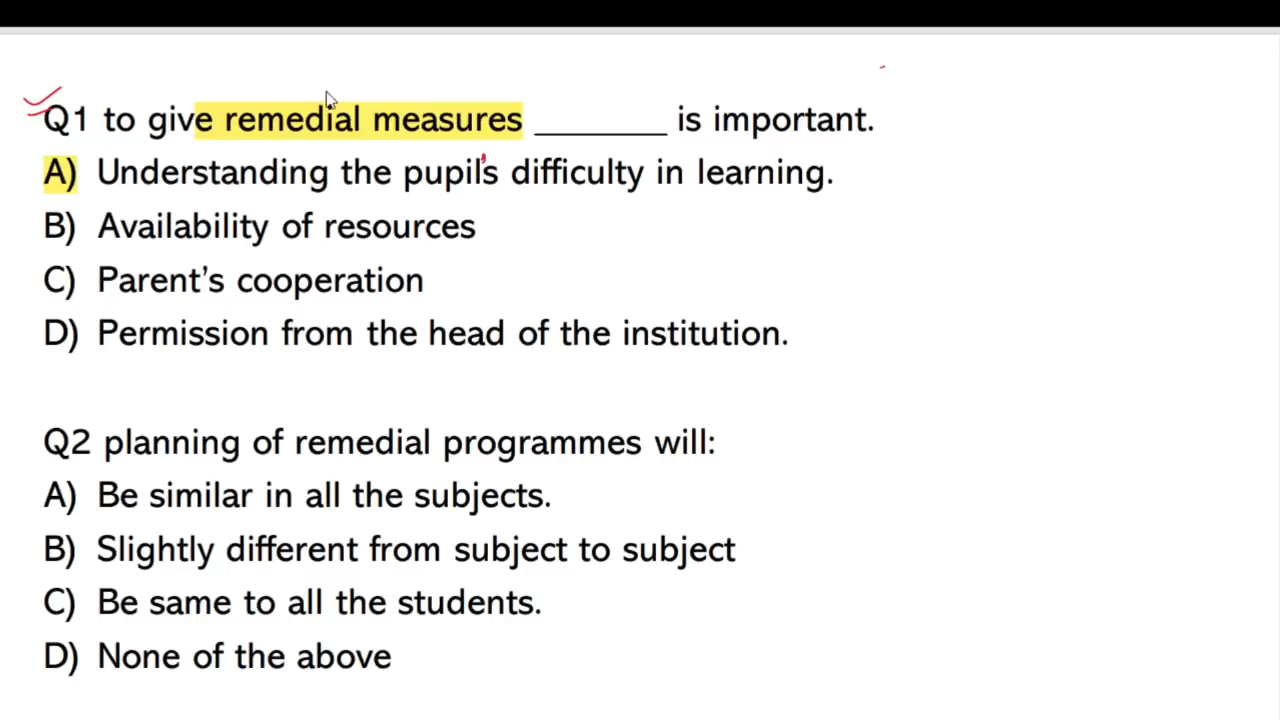 Q1 to give remedial measures _______ is important.
A) Understanding the pupil's difficulty in learning.
B) Availability of resources
C) Parent’s cooperation
D) Permission from the head of the institution.
Q2 planning of remedial programmes will:
A) Be similar in all the subjects.
B) Slightly different from subject to subject
C) Be same to all the students.
D) None of the above